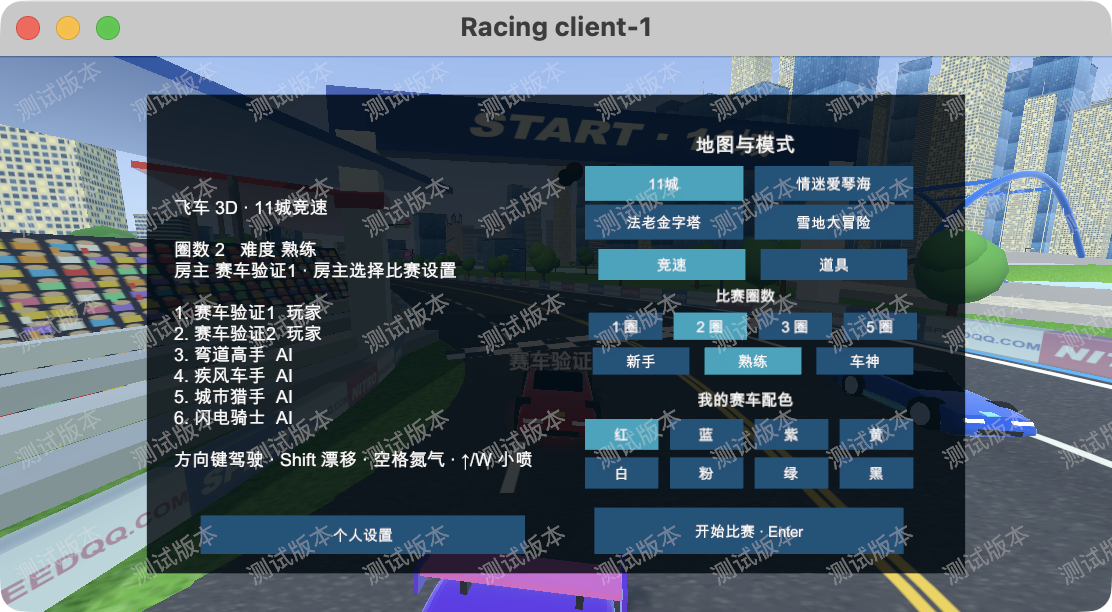 Racing client-1
START · 11
地图与模式
11城
情迷爱琴海
飞车 3D · 11城竞速
法老金字塔
雪地大冒险
圈数 2 难度 熟练
竞速
道具
房主 赛车验证1 · 房主选择比赛设置
比赛圈数
1. 赛车验证1 玩家
1 圈
2 圈
3 圈
5 圈
2. 赛车验证2 玩家
3. 弯道高手 AI
新手
熟练
车神
赛车验证
4. 疾风车手 AI
5. 城市猎手 AI
我的赛车配色
6. 闪电骑士 AI
红
蓝
紫
黄
方向键驾驶 · Shift 漂移 · 空格氮气 · ↑/W 小喷
白
粉
绿
黑
个人设置
开始比赛 · Enter
EEDQQ.COM
测试版本